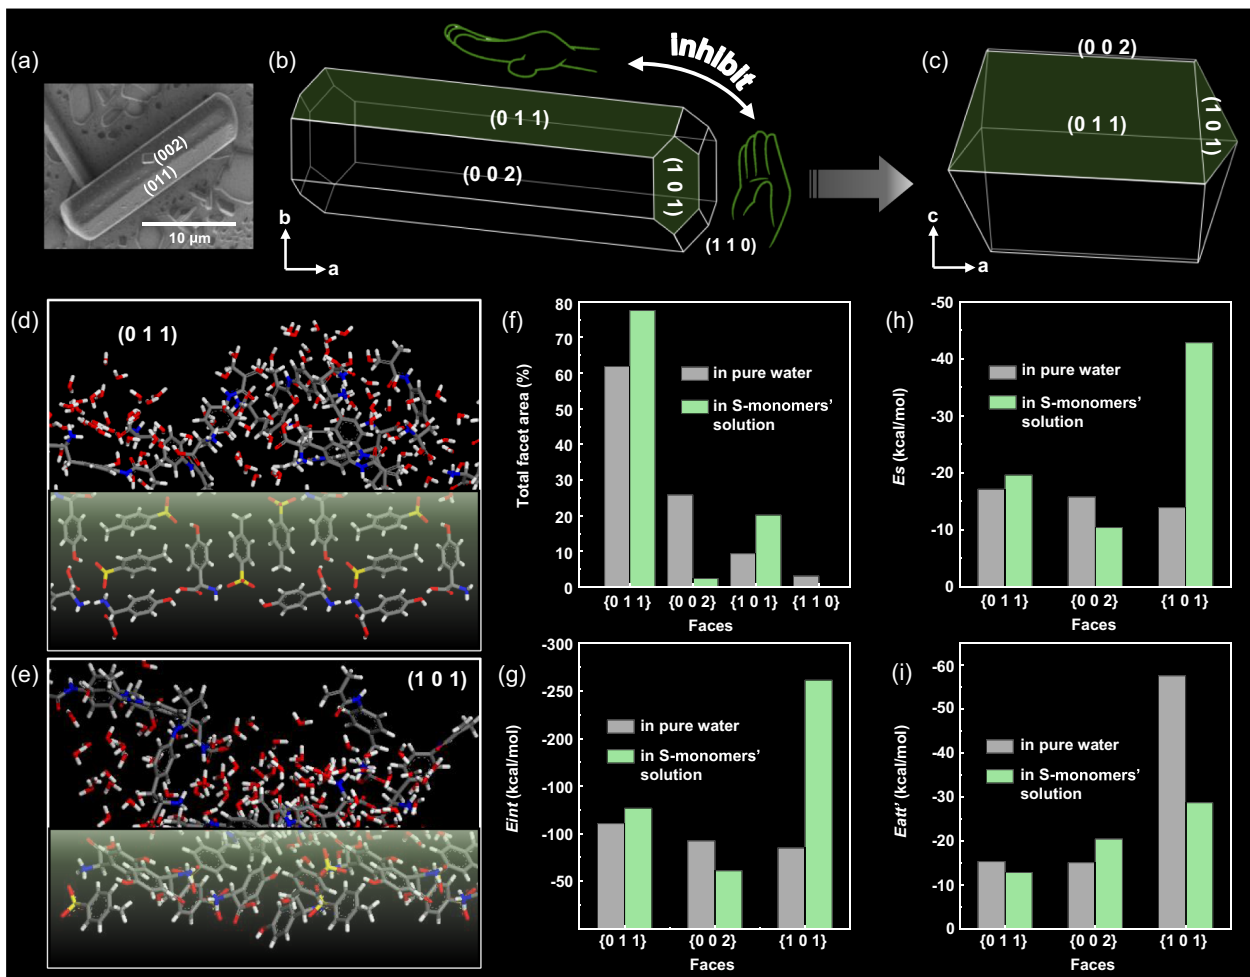 (a)
(002)
(011)
10 μm
(b)
Inhibit
(0 1 1)
(0 0 2)
(1 0 1)
(1 1 0)
b
a
(c)
(0 0 2)
(0 1 1)
(1 0 1)
c
a
(d)
(0 1 1)
(e)
(1 0 1)
(f)
Total facet area (%)
80
70
60
50
40
30
20
10
0
in pure water
in S-monomers'
solution
{0 1 1}
{0 0 2}
{1 0 1}
{1 1 0}
Faces
(h)
Es (kcal/mol)
-50
-40
-30
-20
-10
0
in pure water
in S-monomers'
solution
{0 1 1}
{0 0 2}
{1 0 1}
Faces
(g)
Eint (kcal/mol)
-300
-250
-200
-100
-100
-50
in pure water
in S-monomers'
solution
{0 1 1}
{0 0 2}
{1 0 1}
Faces
(i)
Eatt' (kcal/mol)
-60
-50
-40
-30
-20
-10
0
in pure water
in S-monomers'
solution
{0 1 1}
{0 0 2}
{1 0 1}
Faces